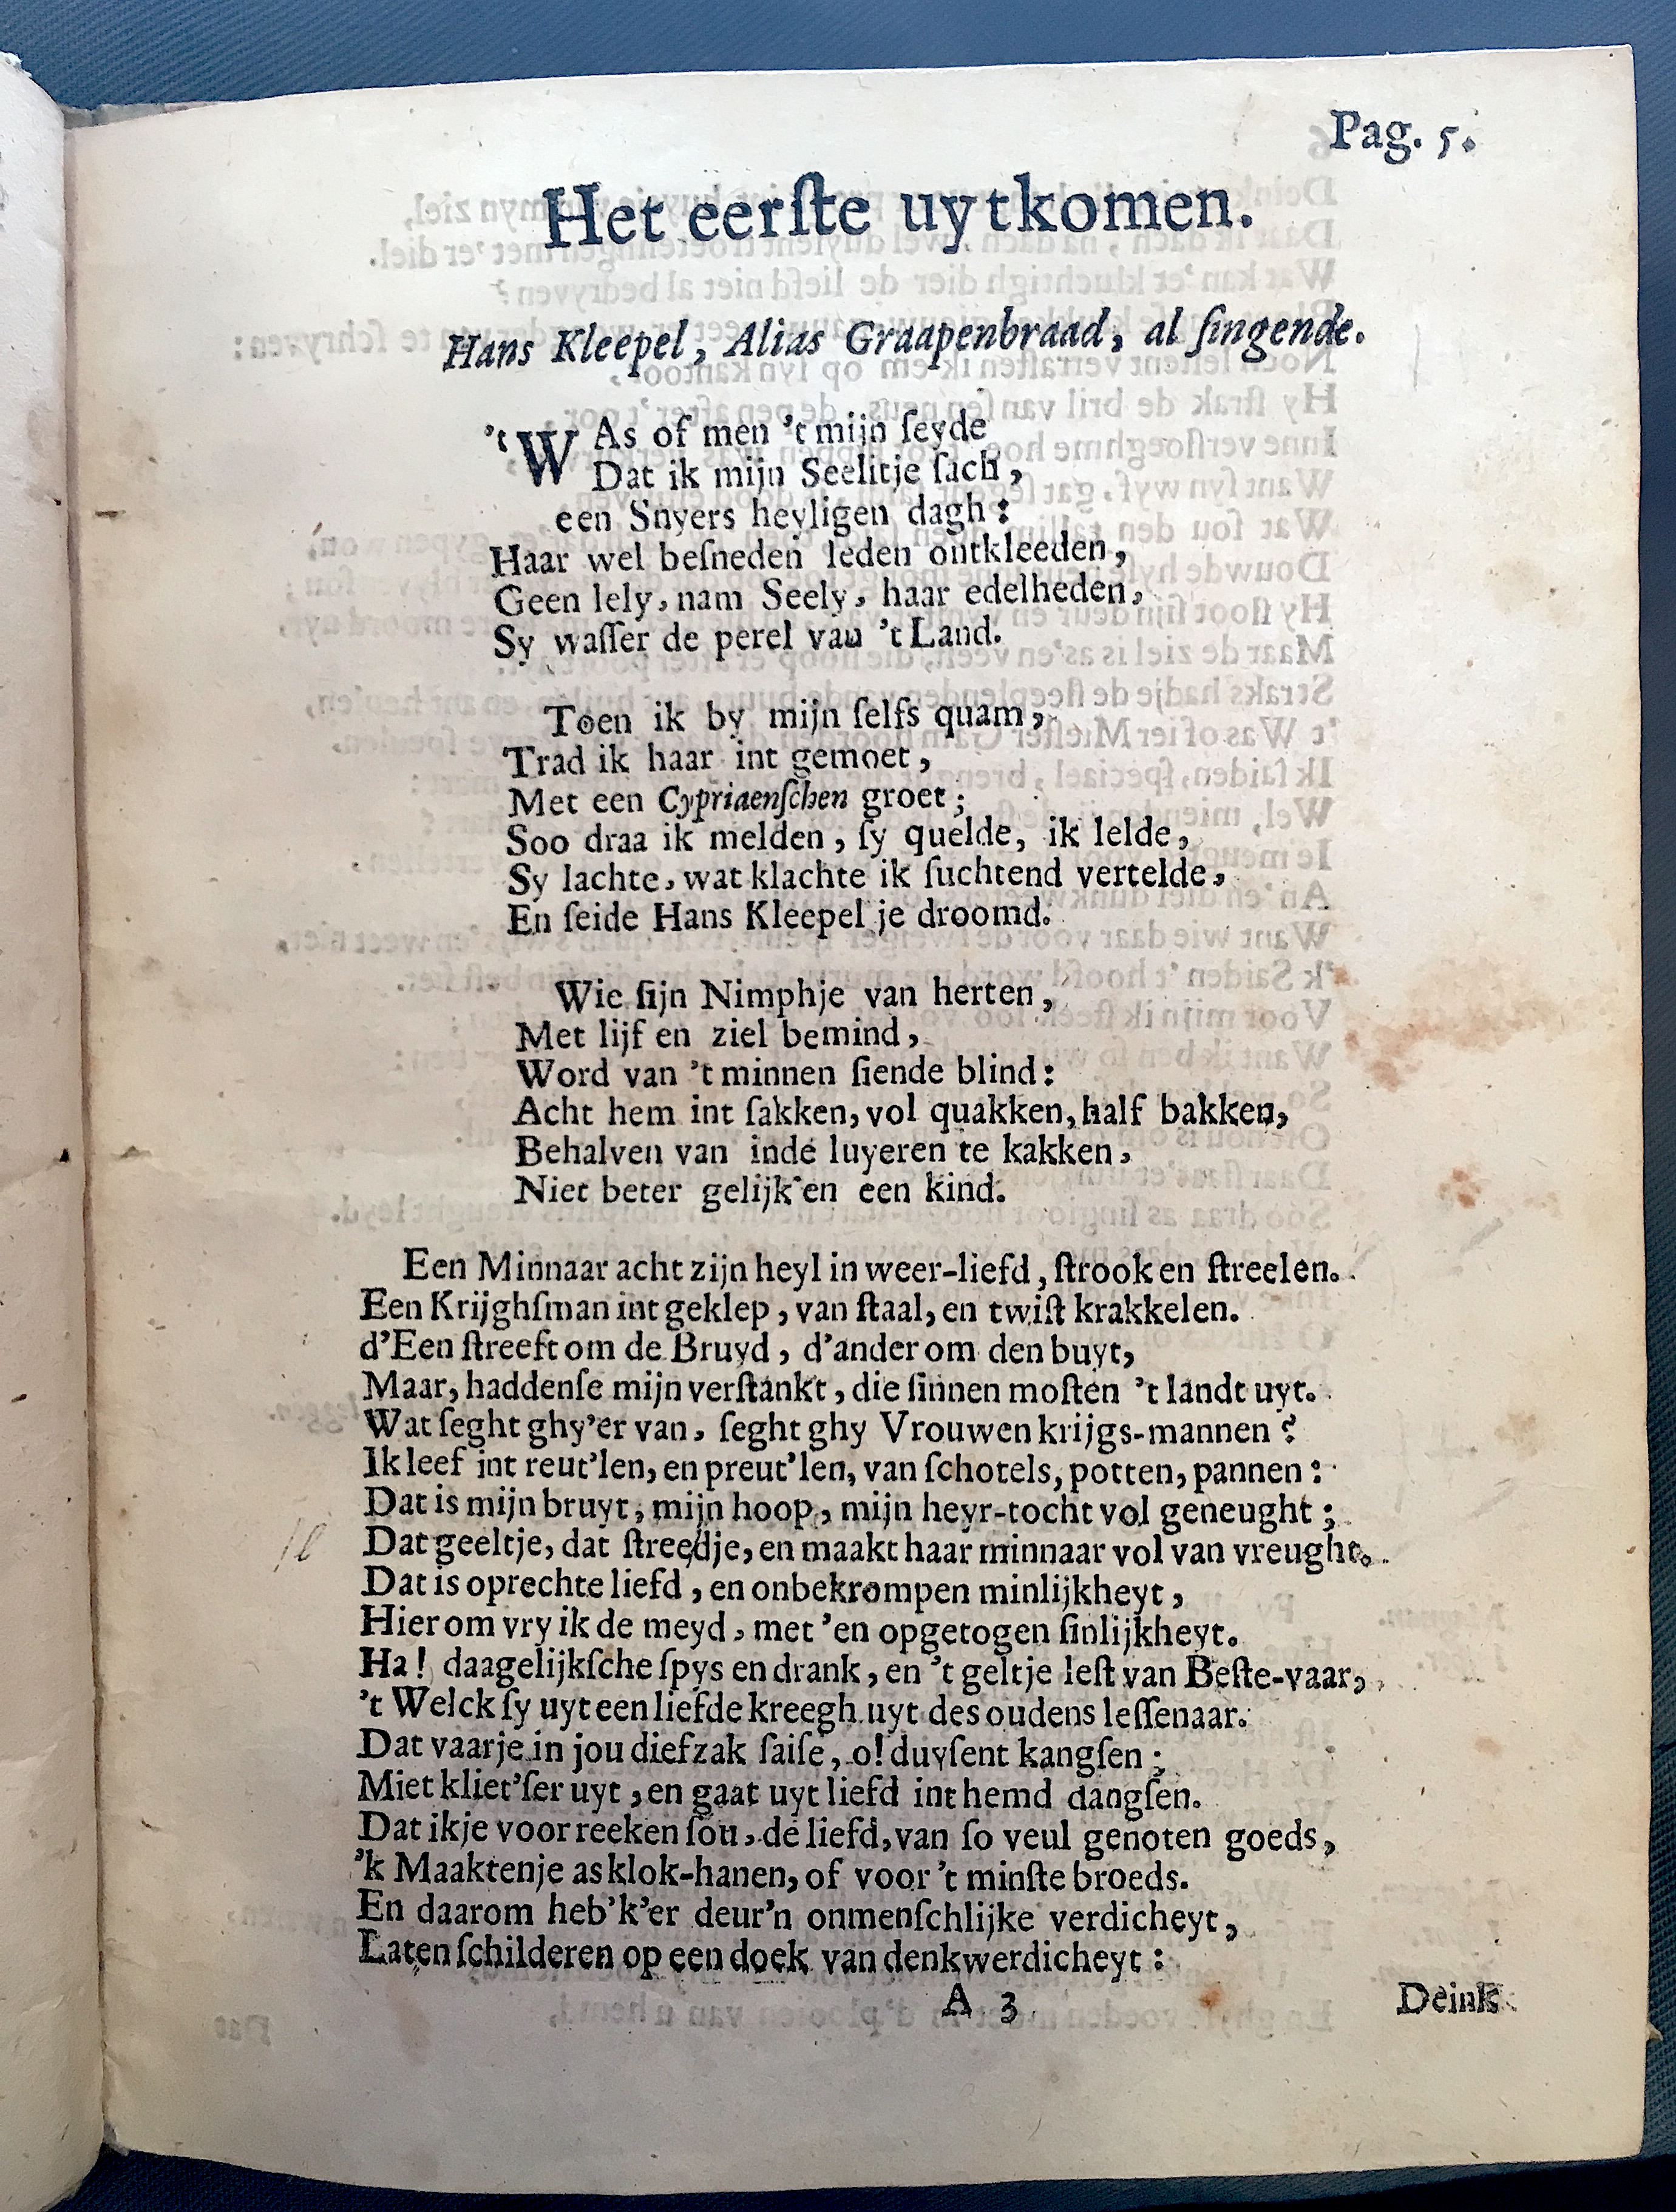 Pag. 5.
Het eerſte uytkomen.
Hans Kleepel, Alias Graapenbraad, al ſingende.
't WAs of men 't mijn ſeyde
Dat ik mijn Seelitje ſach,
een Snyers heyligen dagh:
Haar wel beſneden leden ontkleeden,
Geen lely, nam Seely, haar edelheden,
Sy waſſer de perel van 't Land.
Toen ik by mijn ſelfs quam,
Trad ik haar int gemoet,
Met een Cypriaenſchen groet;
Soo draa ik melden, ſy quelde, ik lelde,
Sy lachte, wat klachte ik ſuchtend vertelde,
En ſeide Hans Kleepel je droomd.
Wie ſijn Nimphje van herten,
Met lijf en ziel bemind,
Word van 't minnen ſiende blind:
Acht hem int ſakken, vol quakken, half bakken,
Behalven van inde luyeren te kakken,
Niet beter gelijk'en een kind.
Een Minnaar acht zijn heyl in weer-liefd, ſtrook en ſtreelen.
Een Krijghſman int geklep, van ſtaal, en twiſt krakkelen.
d'Een ſtreeft om de Bruyd, d'ander om den buyt,
Maar, haddenſe mijn verſtankt, die ſinnen moſten 't landt uyt.
Wat ſeght ghy'er van, ſeght ghy Vrouwen krijgs-mannen?
Ik leef int reut'len, en preut'len, van ſchotels, potten, pannen:
Dat is mijn bruyt, mijn hoop, mijn heyr-tocht vol geneught;
Dat geeltje, dat ſtreedje, en maakt haar minnaar vol van vreught.
Dat is oprechte liefd, en onbekrompen minlijkheyt,
Hierom vry ik de meyd, met 'en opgetogen ſinlijkheyt.
Ha! daagelijkſche ſpys en drank, en 't geltje leſt van Beſte-vaar,
't Welck ſy uyt een liefde kreegh uyt des oudens leſſenaar.
Dat vaarje in jou diefzak ſaiſe, o! duyſent kangſen;
Miet kliet'ſer uyt, en gaat uyt liefd int hemd dangſen.
Dat ikje voor reeken ſou, de liefd, van ſo veul genoten goeds,
'k Maaktenje as klok-hanen, of voor 't minſte broeds.
En daarom heb'k'er deur'n onmenſchlijke verdicheyt,
Laten ſchilderen op een doek van denkwerdicheyt:
A 3
Deink